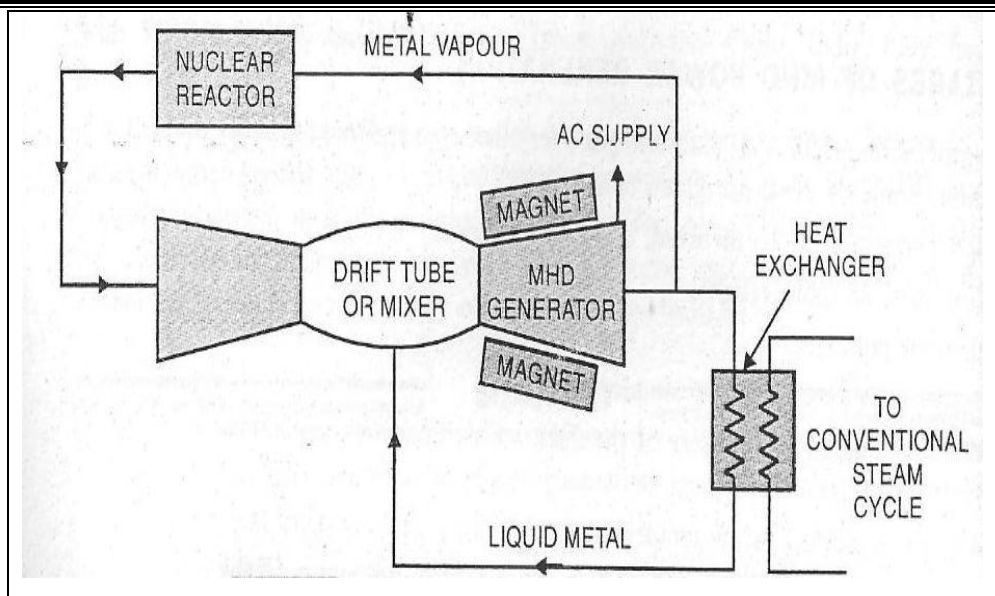 NUCLEAR
REACTOR
METAL VAPOUR
AC SUPPLY
MAGNET
HEAT
EXCHANGER
DRIFT TUBE
OR MIXER
MHD
GENERATOR
MAGNET
TO
CONVENTIONAL
STEAM
CYCLE
LIQUID METAL